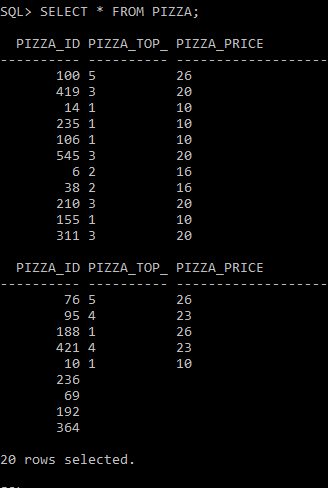 SQL> SELECT * FROM PIZZA;
PIZZA_ID PIZZA_TOP_ PIZZA_PRICE
---------- ---------- --------------------
100 5 26
419 3 20
14 1 10
235 1 10
106 1 10
545 3 20
6 2 16
38 2 16
210 3 20
155 1 10
311 3 20
PIZZA_ID PIZZA_TOP_ PIZZA_PRICE
---------- ---------- --------------------
76 5 26
95 4 23
188 1 26
421 4 23
10 1 10
236
69
192
364
20 rows selected.